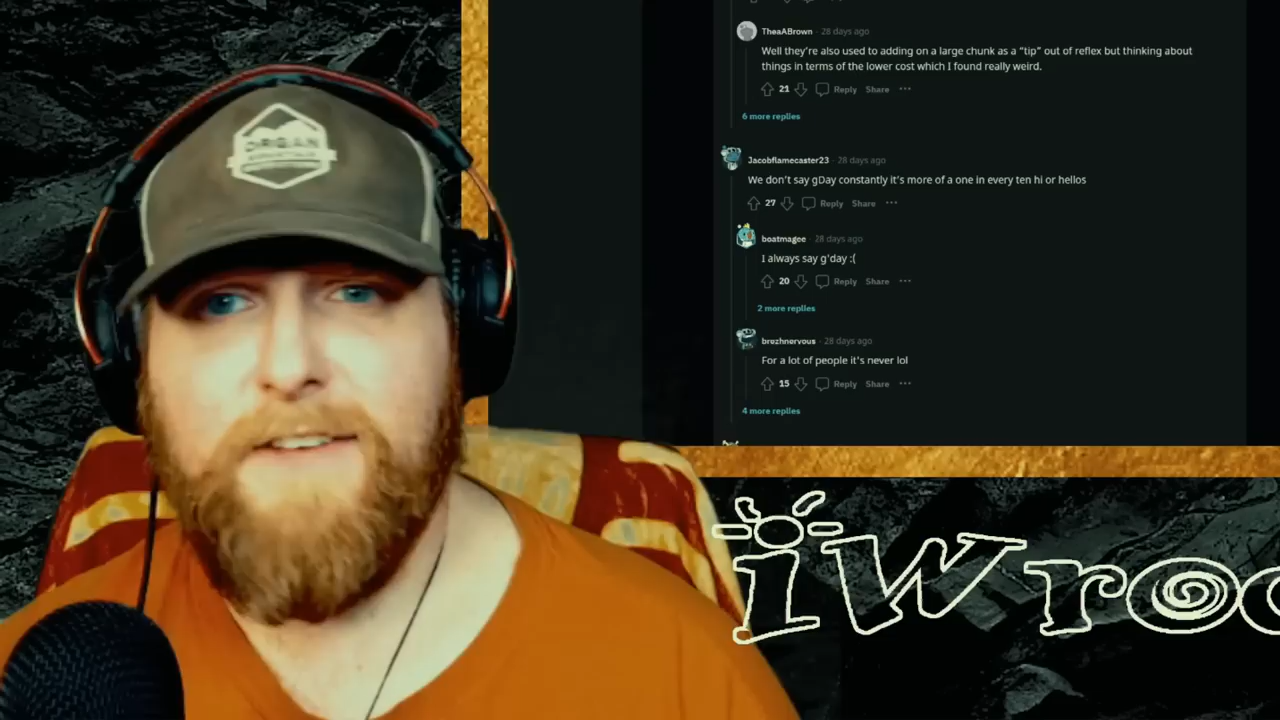 TheaABrown · 28 days ago
Well they're also used to adding on a large chunk as a "tip" out of reflex but thinking about
things in terms of the lower cost which I found really weird.
21 Reply Share ···
6 more replies
Jacobflamecaster23 · 28 days ago
We don't say gDay constantly it's more of a one in every ten hi or hellos
27 Reply Share ···
boatmagee · 28 days ago
I always say g'day :(
20 Reply Share ···
2 more replies
brezhnervous · 28 days ago
For a lot of people it's never lol
15 Reply Share ···
4 more replies
ORGAN
iWroc